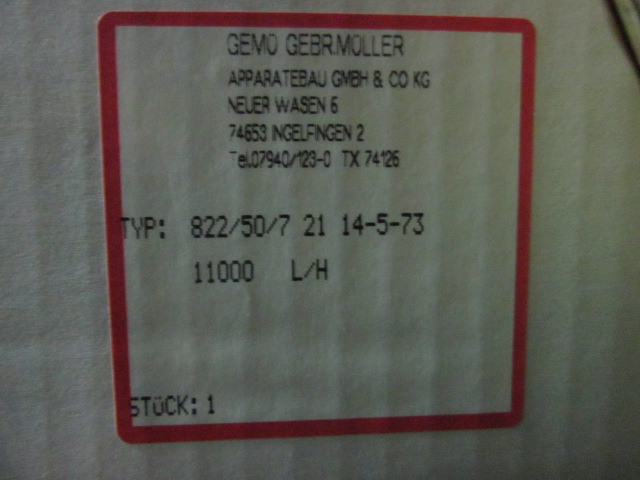 GEMÜ GEBR.MÜLLER
APPARATEBAU GMBH & CO KG
NEUER WASEN 6
74653 INGELFINGEN 2
Tel.07940/123-0 TX 74126
TYP: 822/50/7 21 14-5-73
11000 L/H
STÜCK: 1